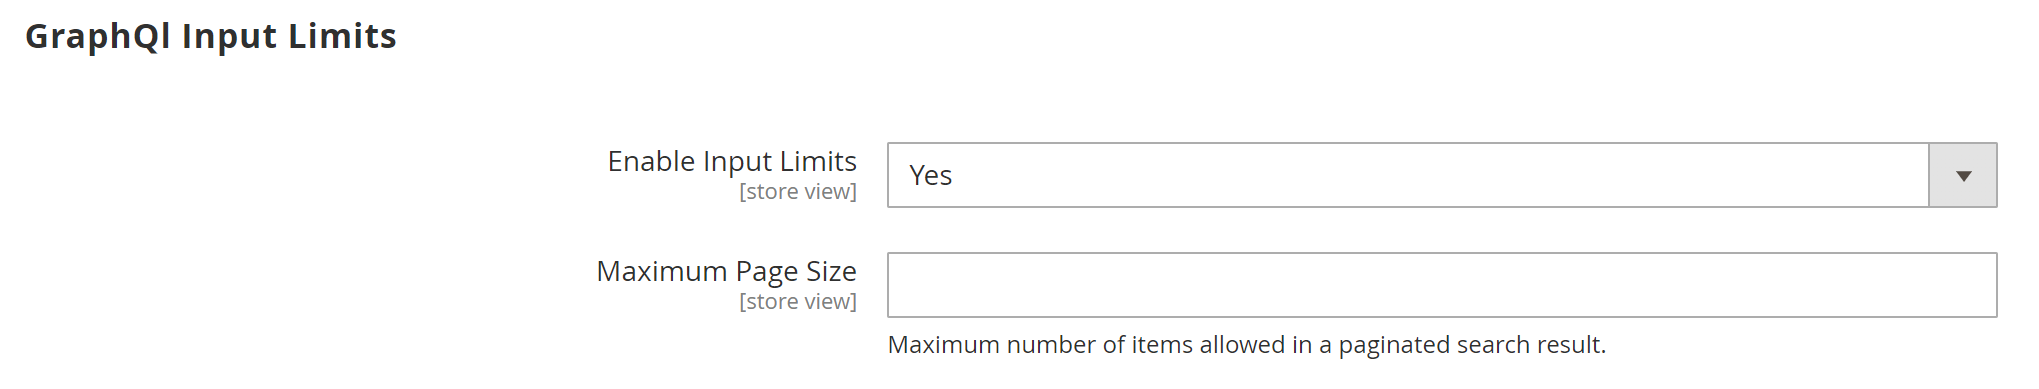 GraphQl Input Limits
Enable Input Limits
[store view]
Yes
Maximum Page Size
[store view]
Maximum number of items allowed in a paginated search result.